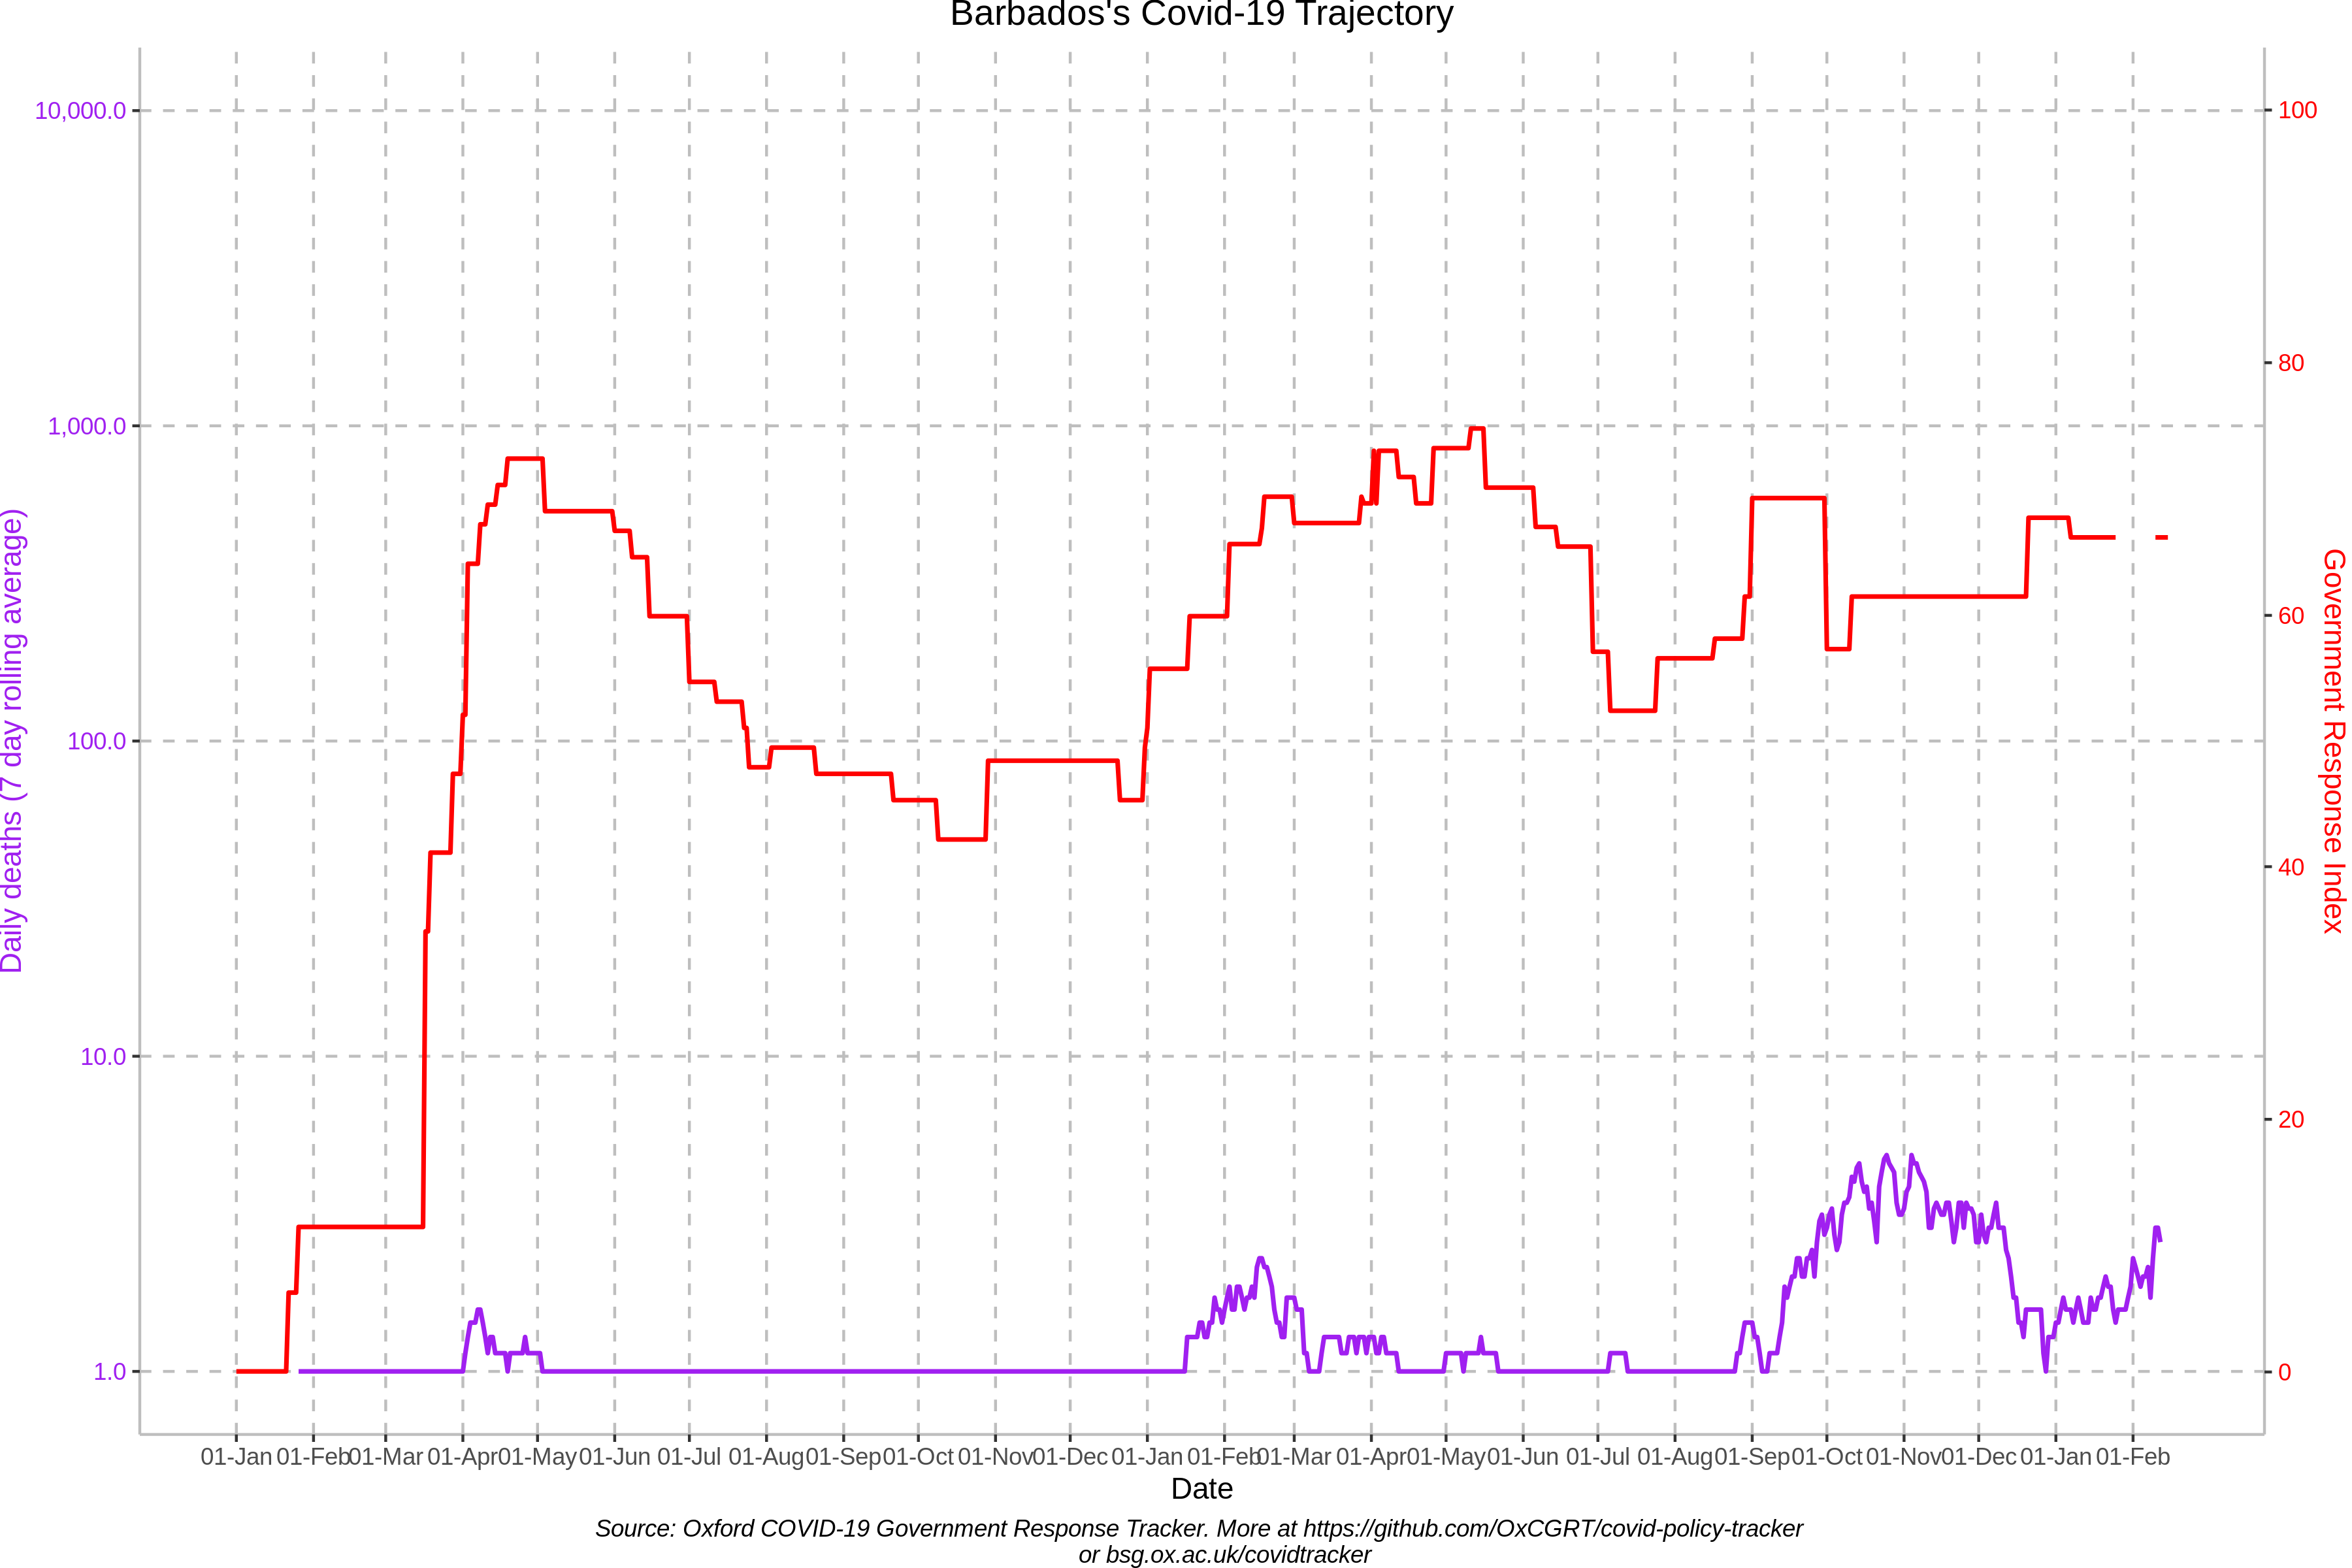 Barbados's Covid-19 Trajectory
10,000.0
1,000.0
100.0
10.0
1.0
Daily deaths (7 day rolling average)
100
80
60
40
20
0
Government Response Index
01-Jan 01-Feb 01-Mar 01-Apr 01-May 01-Jun 01-Jul 01-Aug 01-Sep 01-Oct 01-Nov 01-Dec 01-Jan 01-Feb 01-Mar 01-Apr 01-May 01-Jun 01-Jul 01-Aug 01-Sep 01-Oct 01-Nov 01-Dec 01-Jan 01-Feb
Date
Source: Oxford COVID-19 Government Response Tracker. More at https://github.com/OxCGRT/covid-policy-tracker
or bsg.ox.ac.uk/covidtracker